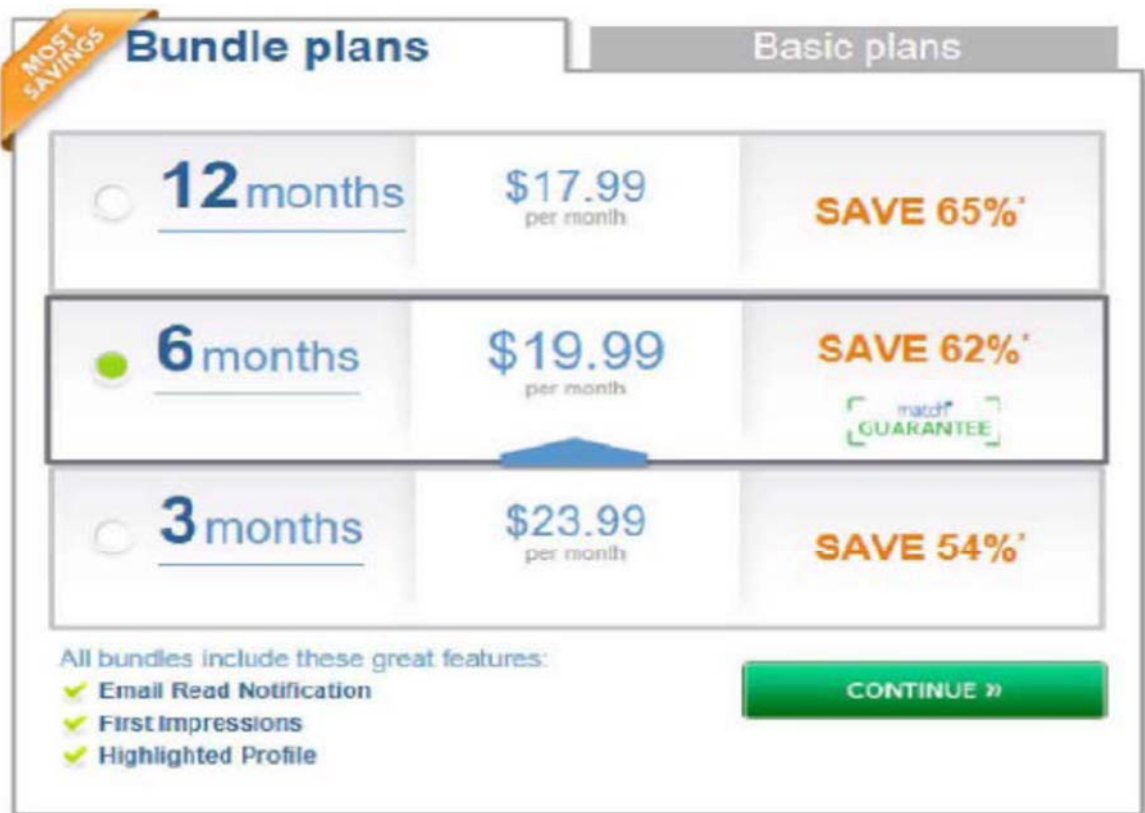 MOST
SAVINGS
Bundle plans
Basic plans
12 months
$17.99
per month
SAVE 65%*
6 months
$19.99
per month
SAVE 62%*
match
GUARANTEE
3 months
$23.99
per month
SAVE 54%*
All bundles include these great features:
Email Read Notification
First Impressions
Highlighted Profile
CONTINUE »